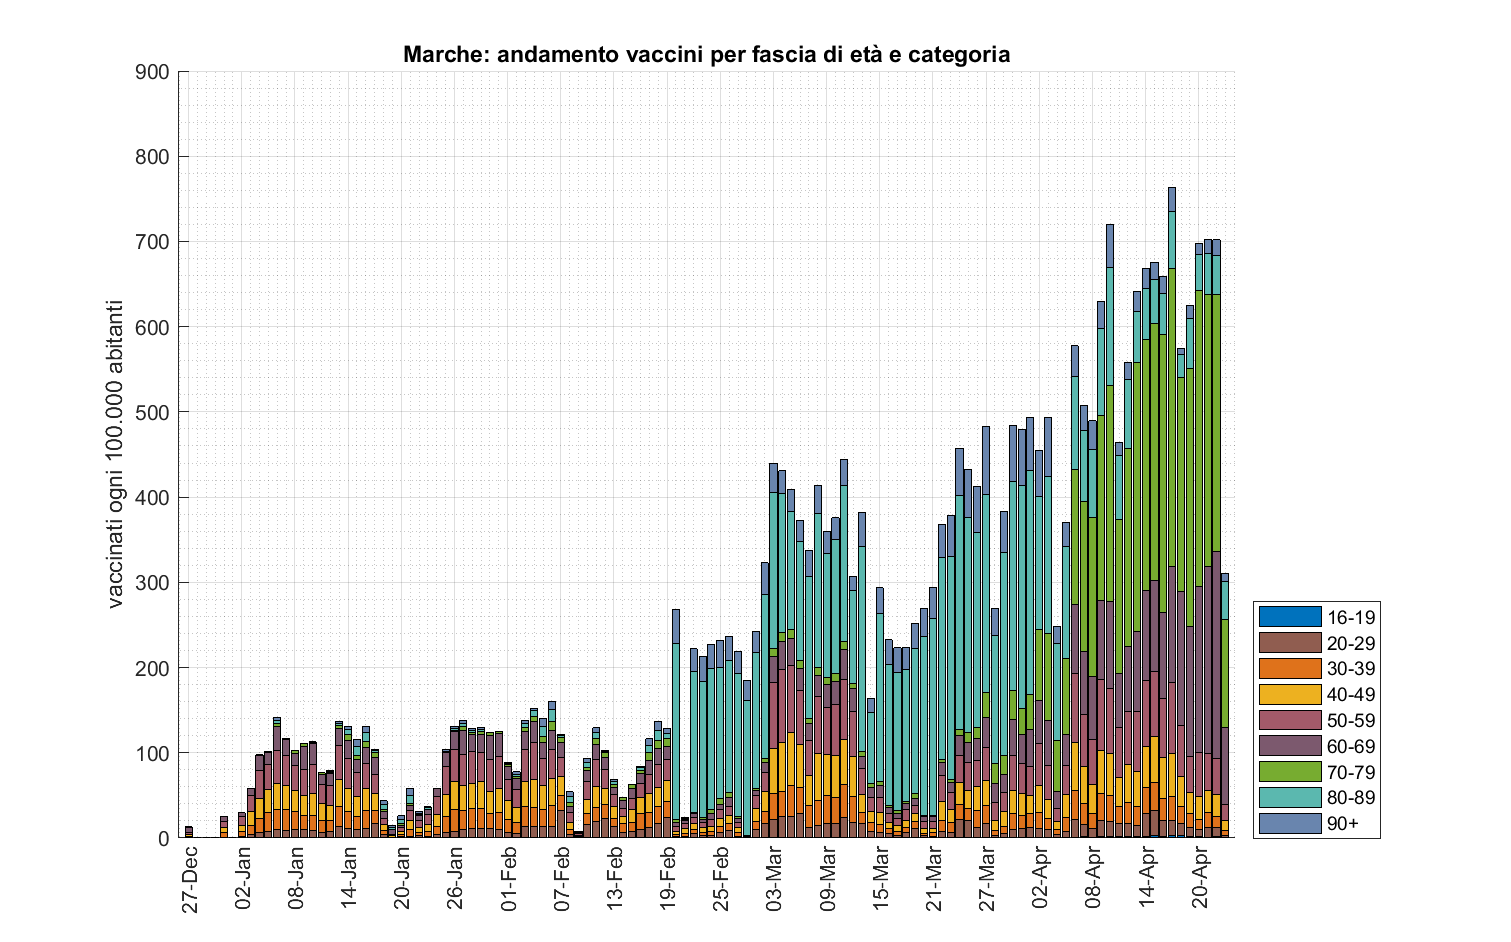 Marche: andamento vaccini per fascia di età e categoria
900
800
700
600
500
400
300
200
100
0
vaccinati ogni 100.000 abitanti
27-Dec
02-Jan
08-Jan
14-Jan
20-Jan
26-Jan
01-Feb
07-Feb
13-Feb
19-Feb
25-Feb
03-Mar
09-Mar
15-Mar
21-Mar
27-Mar
02-Apr
08-Apr
14-Apr
20-Apr
16-19
20-29
30-39
40-49
50-59
60-69
70-79
80-89
90+